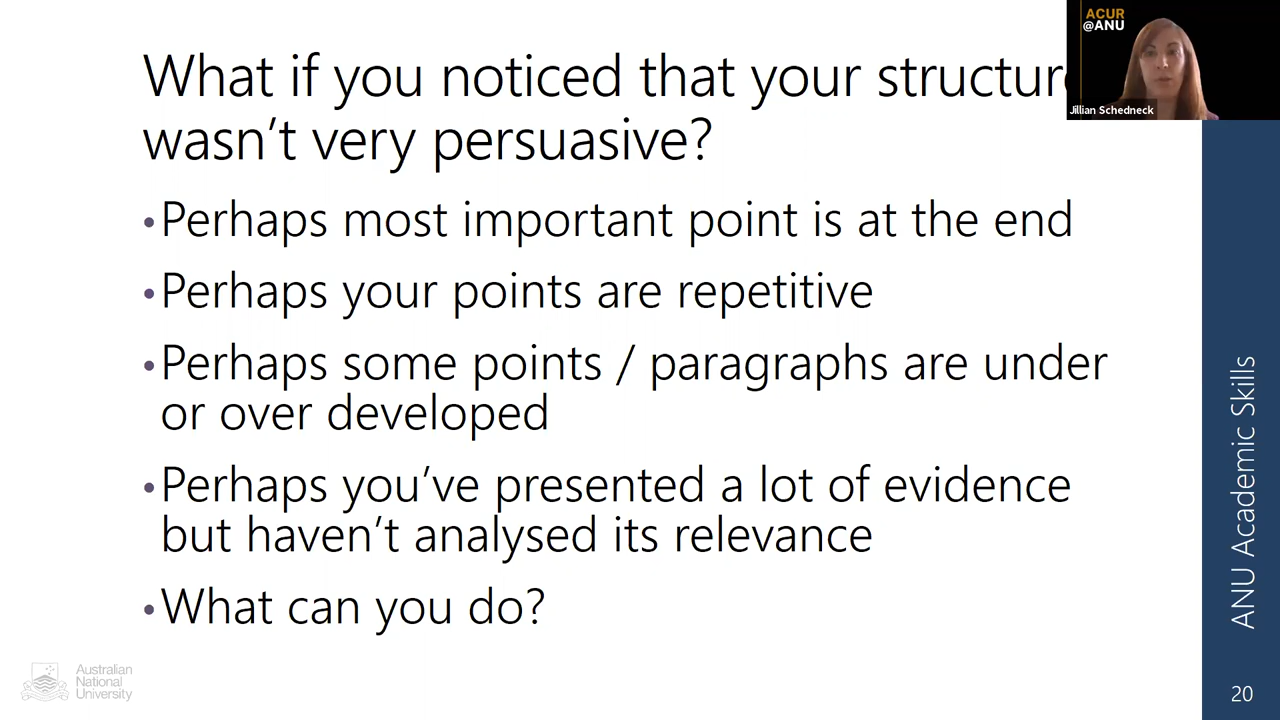 What if you noticed that your structure
wasn't very persuasive?
•Perhaps most important point is at the end
•Perhaps your points are repetitive
•Perhaps some points / paragraphs are under
or over developed
•Perhaps you've presented a lot of evidence
but haven't analysed its relevance
•What can you do?
ACUR
@ANU
Jillian Schedneck
ANU Academic Skills
Australian
National
University
20